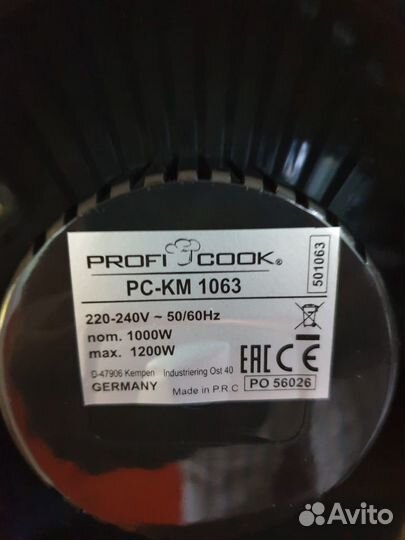 PROFI COOK®
PC-KM 1063
501063
220-240V ~ 50/60Hz
nom. 1000W
max. 1200W
D-47906 Kempen Industriering Ost 40
GERMANY Made in P.R.C
EAC CE
PO 56026
Avito